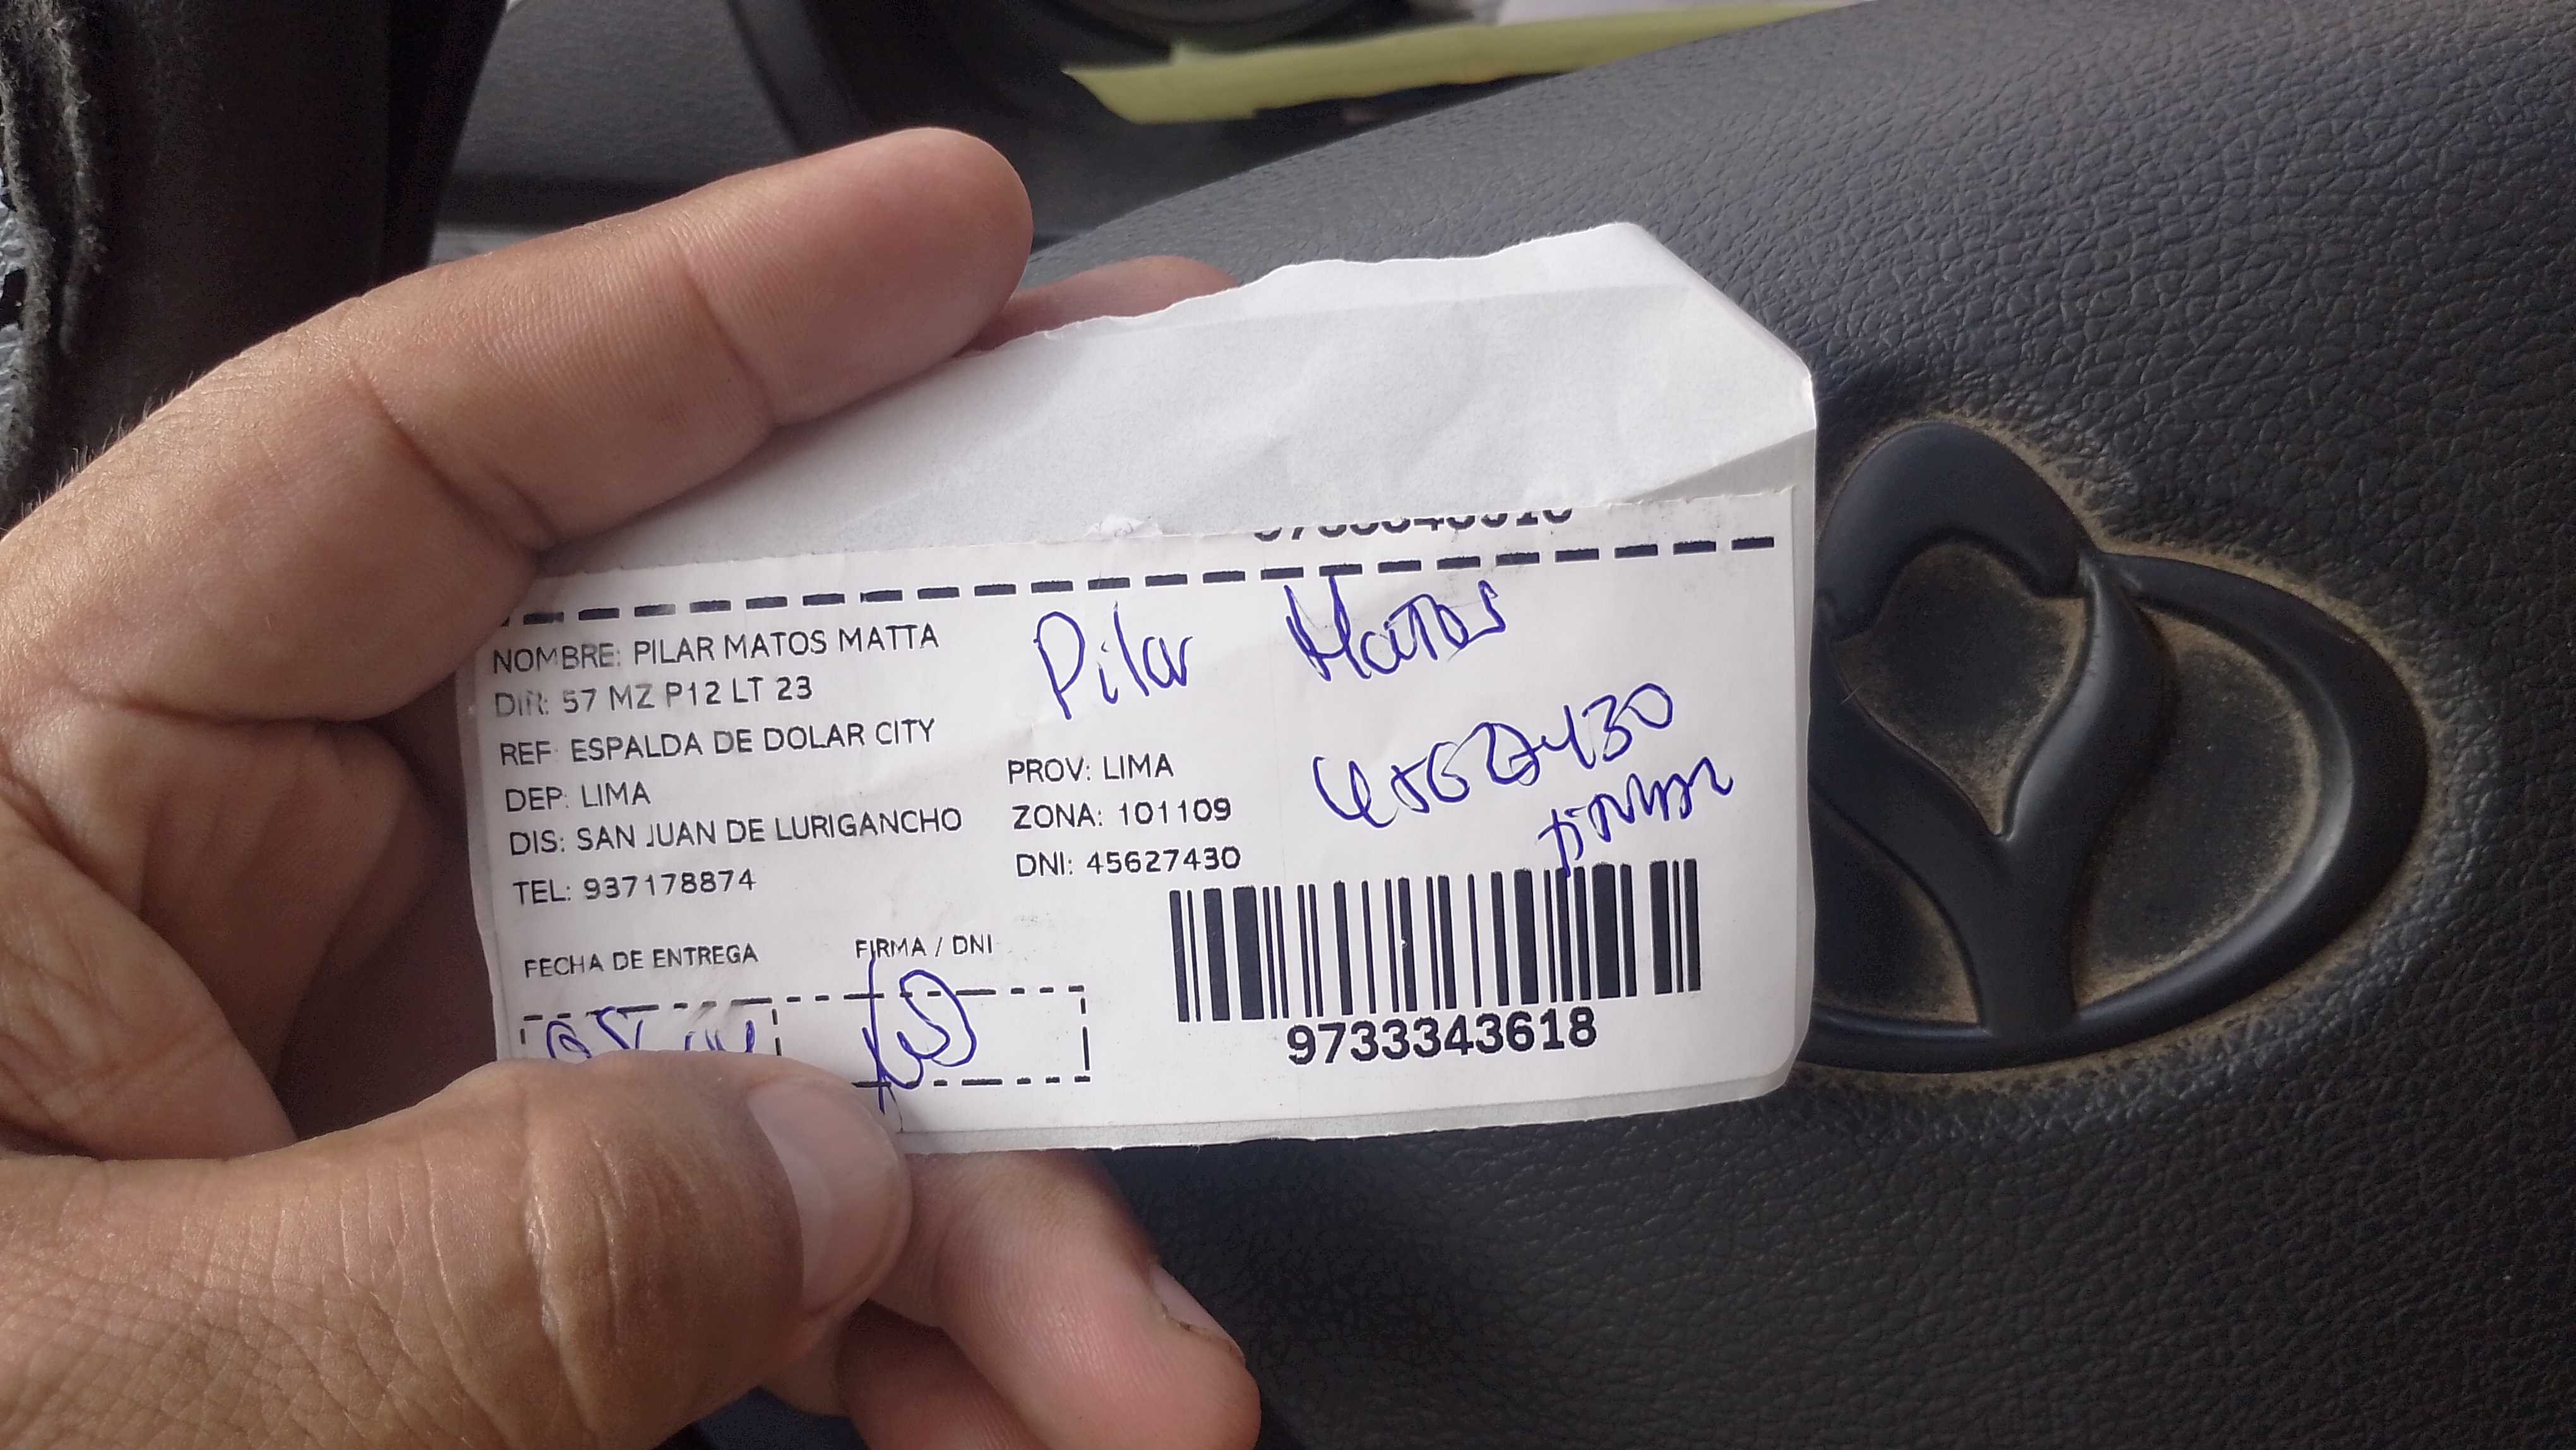 NOMBRE: PILAR MATOS MATTA
Pilar Matos
DIR: 57 MZ P12 LT 23
REF: ESPALDA DE DOLAR CITY
DEP: LIMA
PROV: LIMA
45627430
DIS: SAN JUAN DE LURIGANCHO
ZONA: 101109
TEL: 937178874
DNI: 45627430
FECHA DE ENTREGA
FIRMA / DNI
9733343618